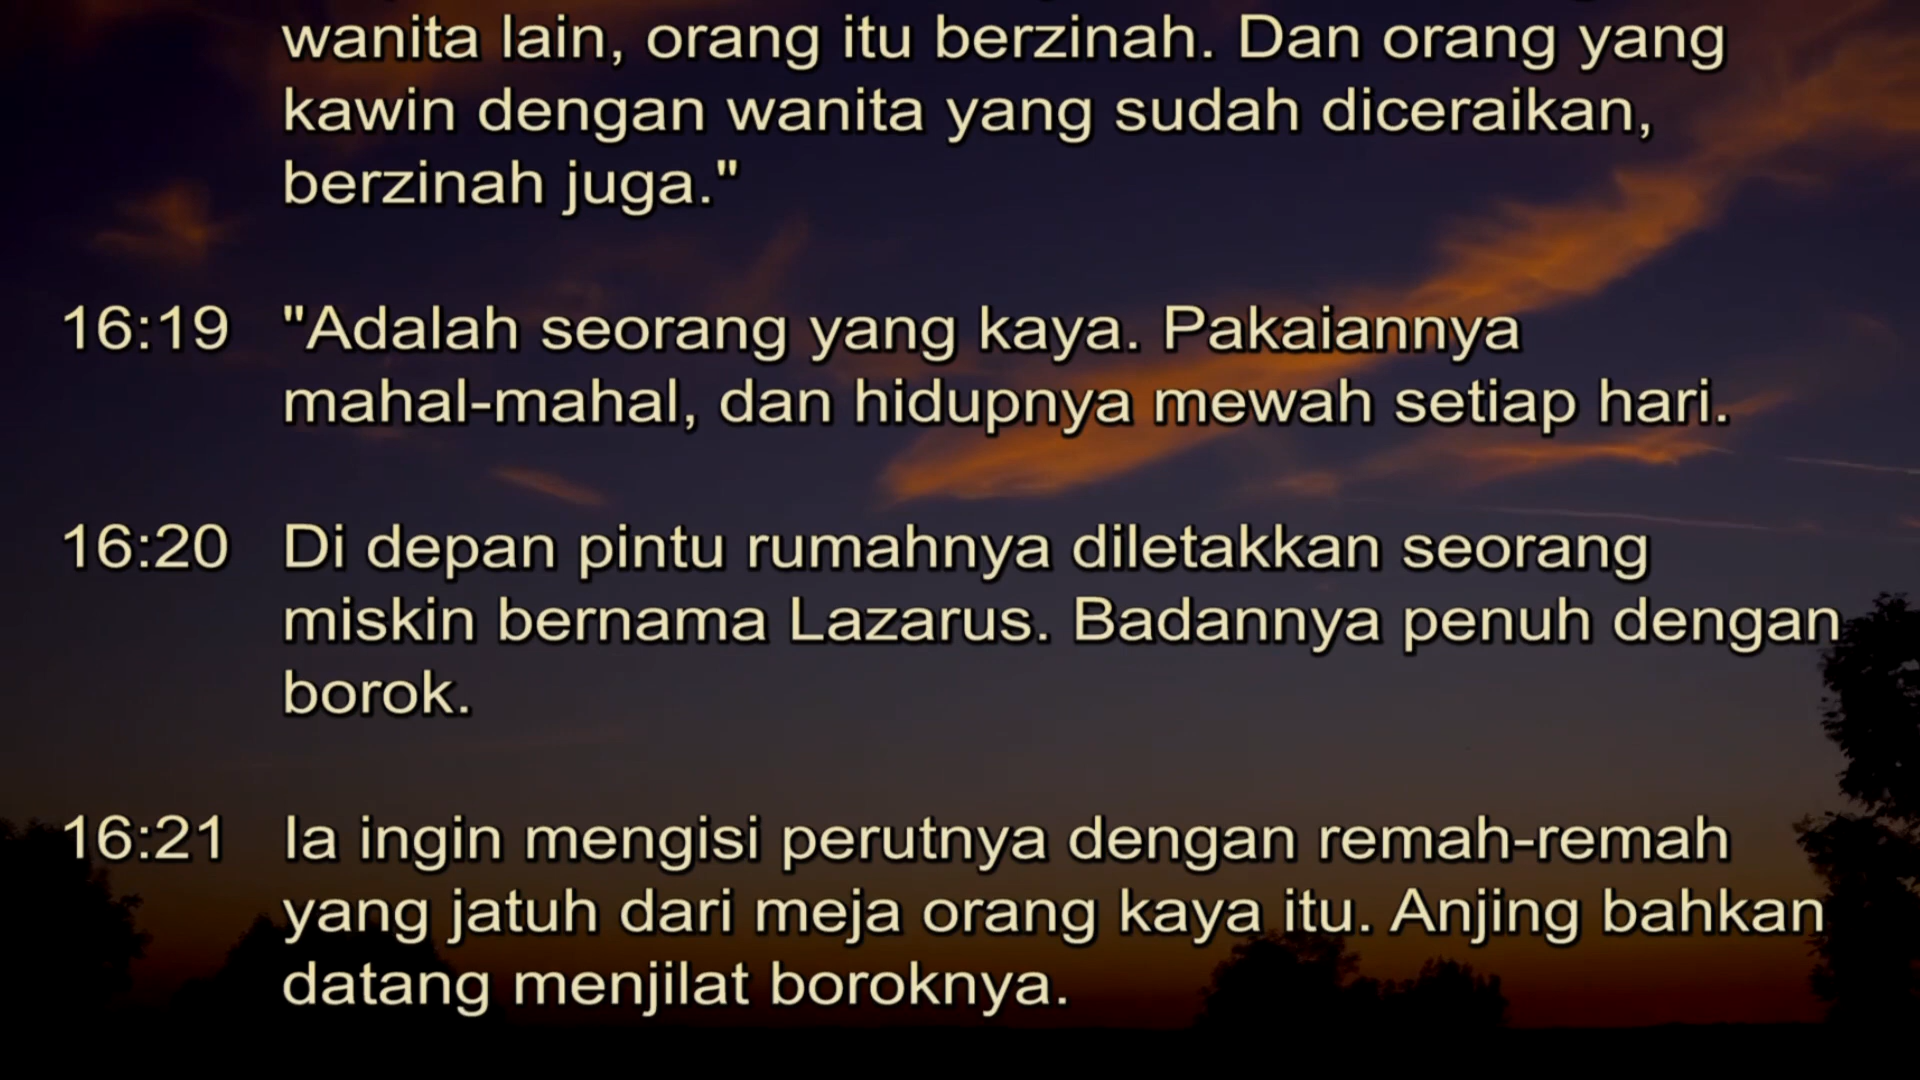 wanita lain, orang itu berzinah. Dan orang yang
kawin dengan wanita yang sudah diceraikan,
berzinah juga."
16:19 "Adalah seorang yang kaya. Pakaiannya
mahal-mahal, dan hidupnya mewah setiap hari.
16:20 Di depan pintu rumahnya diletakkan seorang
miskin bernama Lazarus. Badannya penuh dengan
borok.
16:21 Ia ingin mengisi perutnya dengan remah-remah
yang jatuh dari meja orang kaya itu. Anjing bahkan
datang menjilat boroknya.